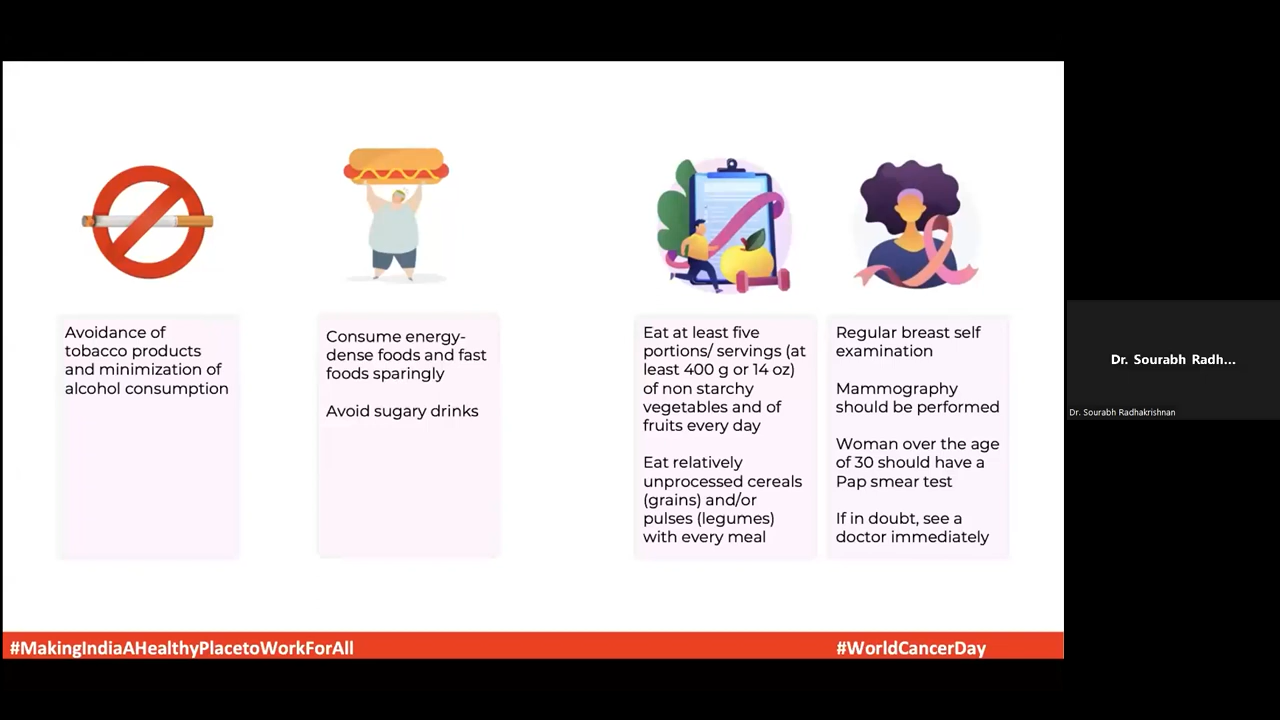 Avoidance of
tobacco products
and minimization of
alcohol consumption
Consume energy-
dense foods and fast
foods sparingly
Avoid sugary drinks
Eat at least five
portions/ servings (at
least 400 g or 14 oz)
of non starchy
vegetables and of
fruits every day
Eat relatively
unprocessed cereals
(grains) and/or
pulses (legumes)
with every meal
Regular breast self
examination
Mammography
should be performed
Woman over the age
of 30 should have a
Pap smear test
If in doubt, see a
doctor immediately
#MakingIndiaAHealthyPlacetoWorkForAll
#WorldCancerDay
Dr. Sourabh Radh...
Dr. Sourabh Radhakrishnan